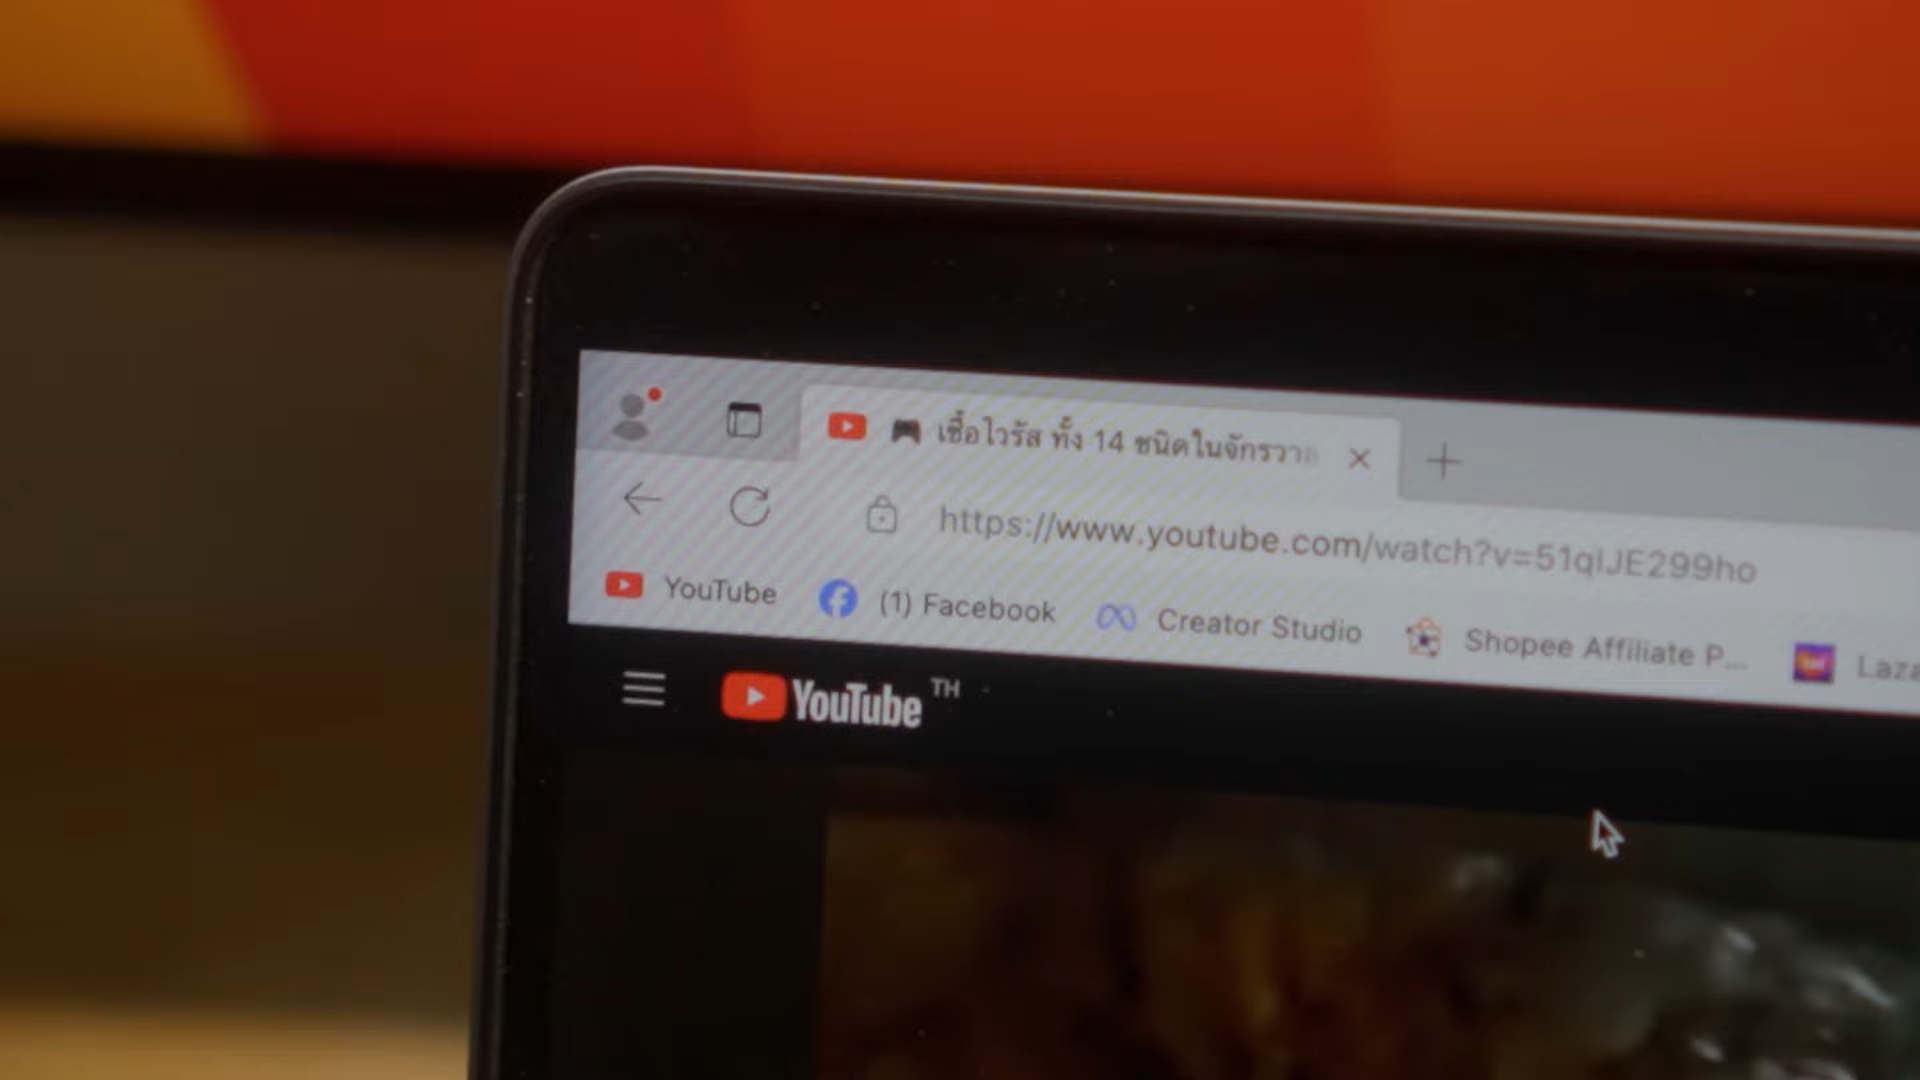 🎮 เชื้อไวรัส ทั้ง 14 ชนิดในจักรวาล
https://www.youtube.com/watch?v=51qIJE299ho
YouTube (1) Facebook Creator Studio Shopee Affiliate P... Laza
YouTube TH